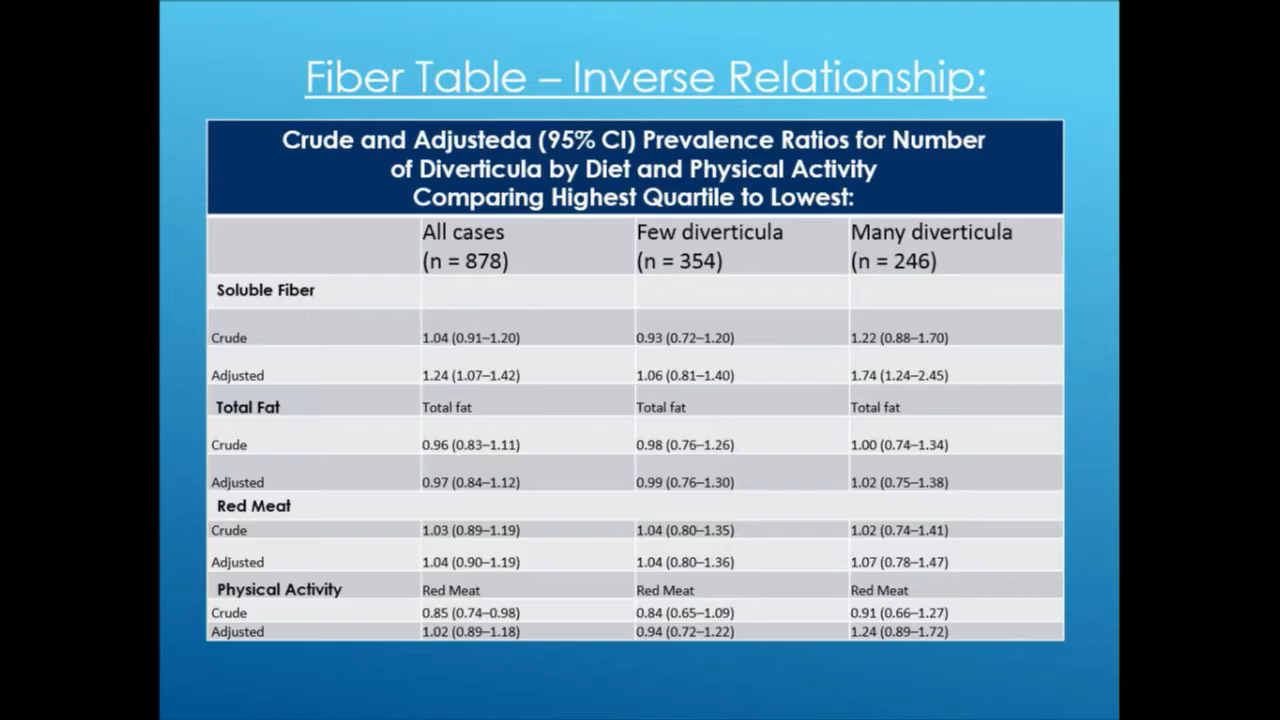 Fiber Table – Inverse Relationship:
Crude and Adjusteda (95% CI) Prevalence Ratios for Number
of Diverticula by Diet and Physical Activity
Comparing Highest Quartile to Lowest:
All cases Few diverticula Many diverticula
(n = 878) (n = 354) (n = 246)
Soluble Fiber
Crude 1.04 (0.91–1.20) 0.93 (0.72–1.20) 1.22 (0.88–1.70)
Adjusted 1.24 (1.07–1.42) 1.06 (0.81–1.40) 1.74 (1.24–2.45)
Total Fat Total fat Total fat Total fat
Crude 0.96 (0.83–1.11) 0.98 (0.76–1.26) 1.00 (0.74–1.34)
Adjusted 0.97 (0.84–1.12) 0.99 (0.76–1.30) 1.02 (0.75–1.38)
Red Meat
Crude 1.03 (0.89–1.19) 1.04 (0.80–1.35) 1.02 (0.74–1.41)
Adjusted 1.04 (0.90–1.19) 1.04 (0.80–1.36) 1.07 (0.78–1.47)
Physical Activity Red Meat Red Meat Red Meat
Crude 0.85 (0.74–0.98) 0.84 (0.65–1.09) 0.91 (0.66–1.27)
Adjusted 1.02 (0.89–1.18) 0.94 (0.72–1.22) 1.24 (0.89–1.72)